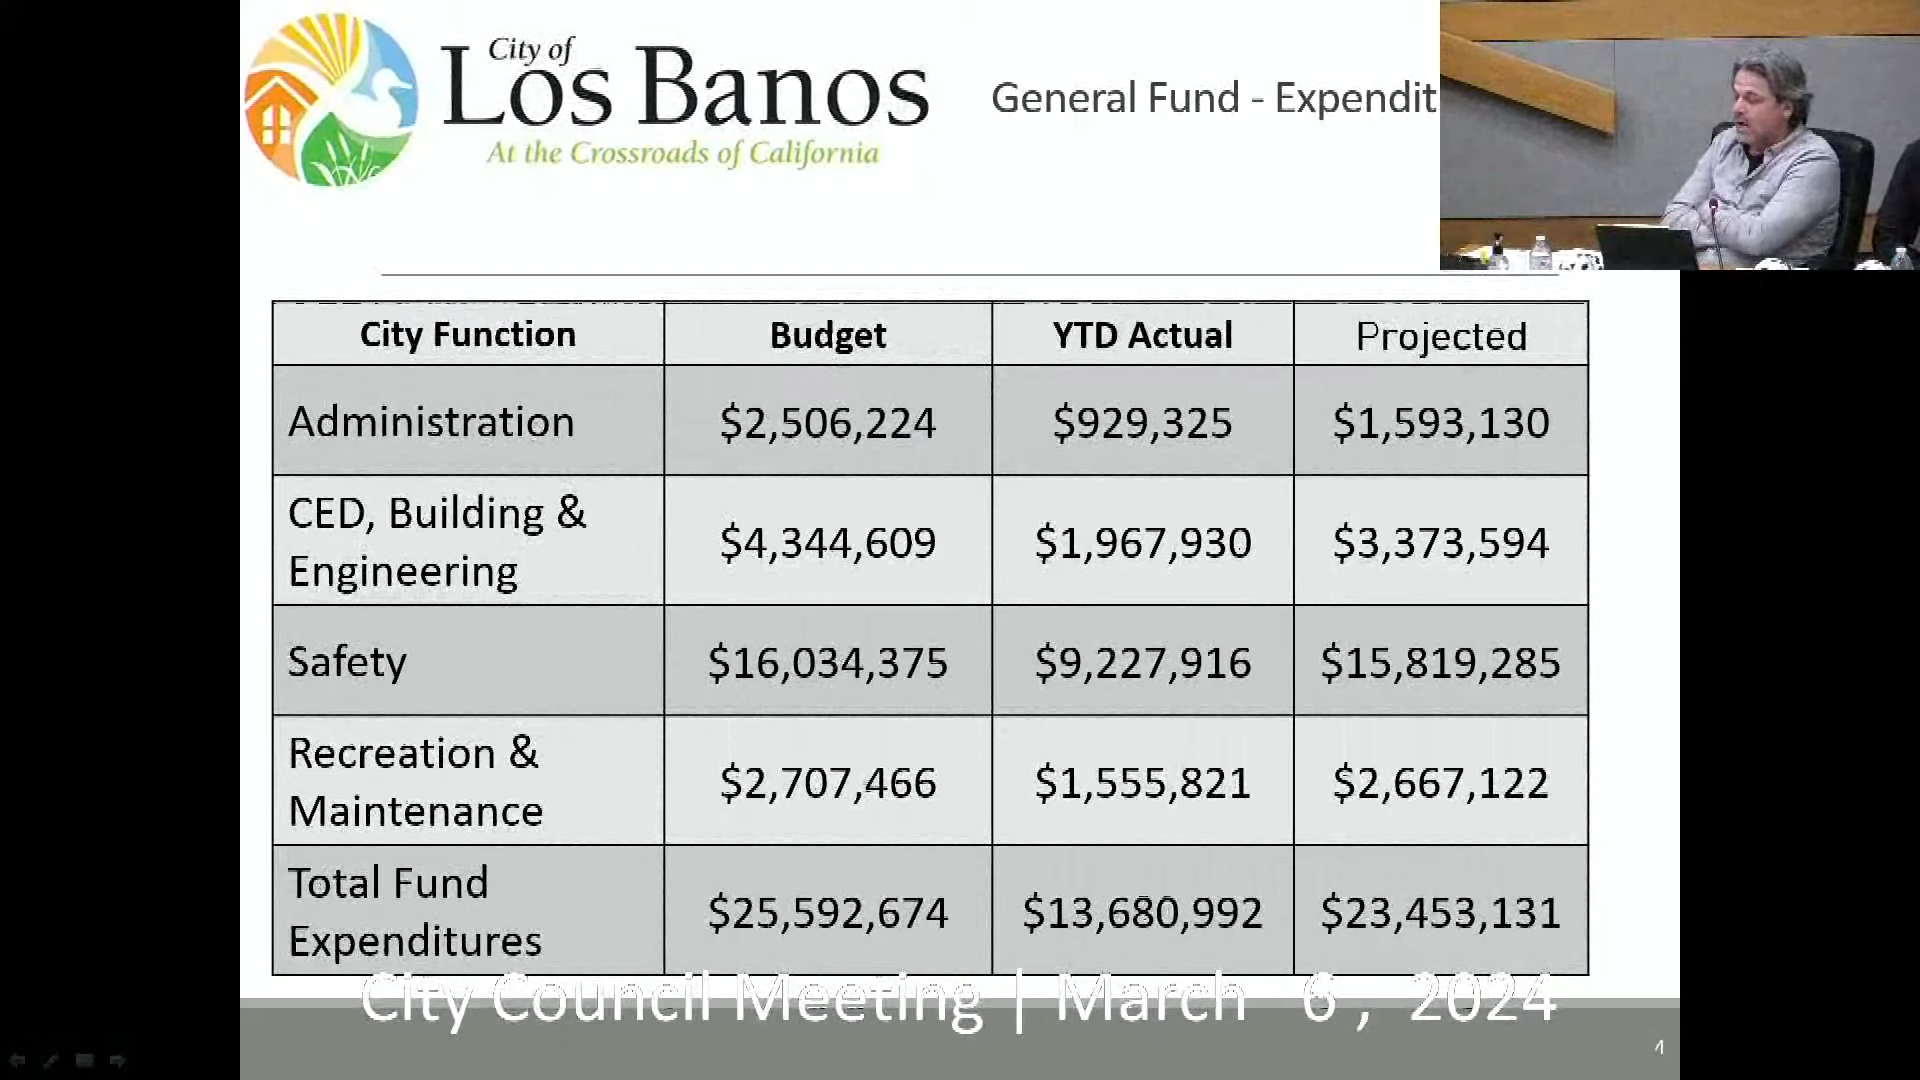 City of
Los Banos
At the Crossroads of California
General Fund - Expendit
City Function Budget YTD Actual Projected
Administration $2,506,224 $929,325 $1,593,130
CED, Building &
Engineering $4,344,609 $1,967,930 $3,373,594
Safety $16,034,375 $9,227,916 $15,819,285
Recreation &
Maintenance $2,707,466 $1,555,821 $2,667,122
Total Fund
Expenditures $25,592,674 $13,680,992 $23,453,131
City Council Meeting | March 6, 2024
4